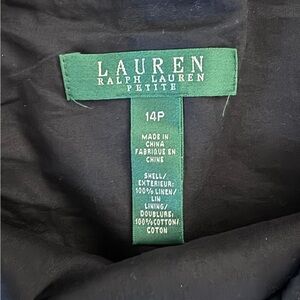 LAUREN
RALPH LAUREN
PETITE
14P
MADE IN
CHINA
FABRIQUE EN
CHINE
SHELL/
EXTERIEUR:
100% LINEN/
LIN
LINING/
DOUBLURE:
100%COTTON/
COTON